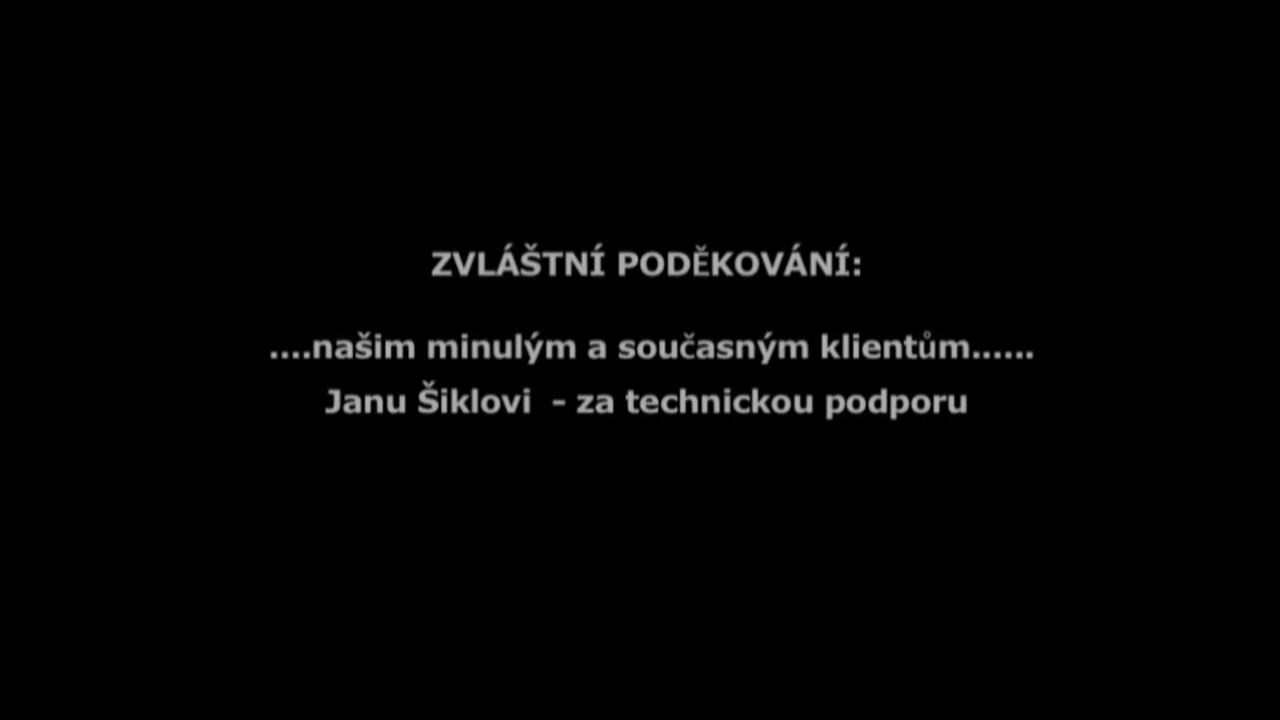 ZVLÁŠTNÍ PODĚKOVÁNÍ:
....našim minulým a současným klientům......
Janu Šiklovi - za technickou podporu